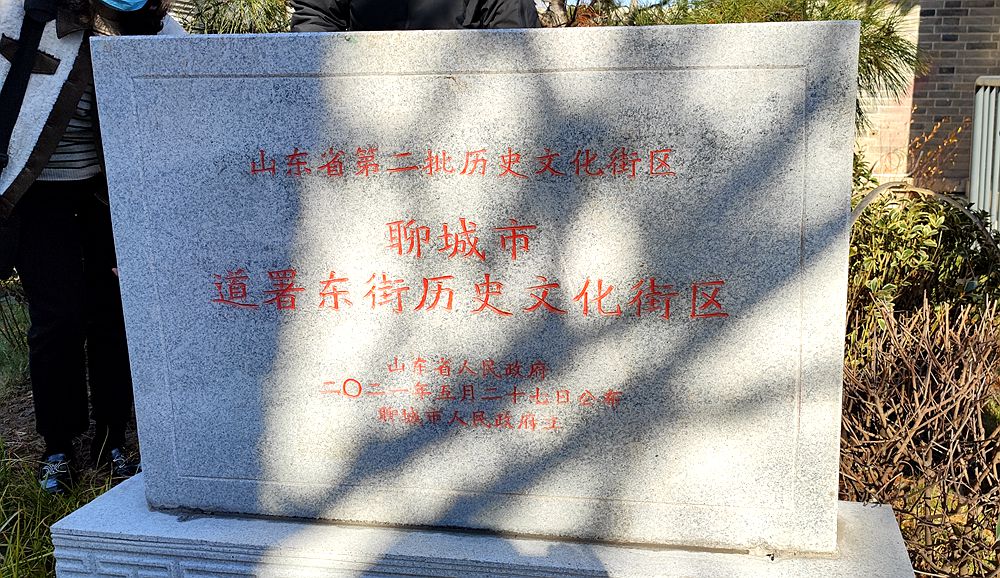 山东省第二批历史文化街区
聊城市
道署东街历史文化街区
山东省人民政府
二〇二一年五月二十七日公布
聊城市人民政府立